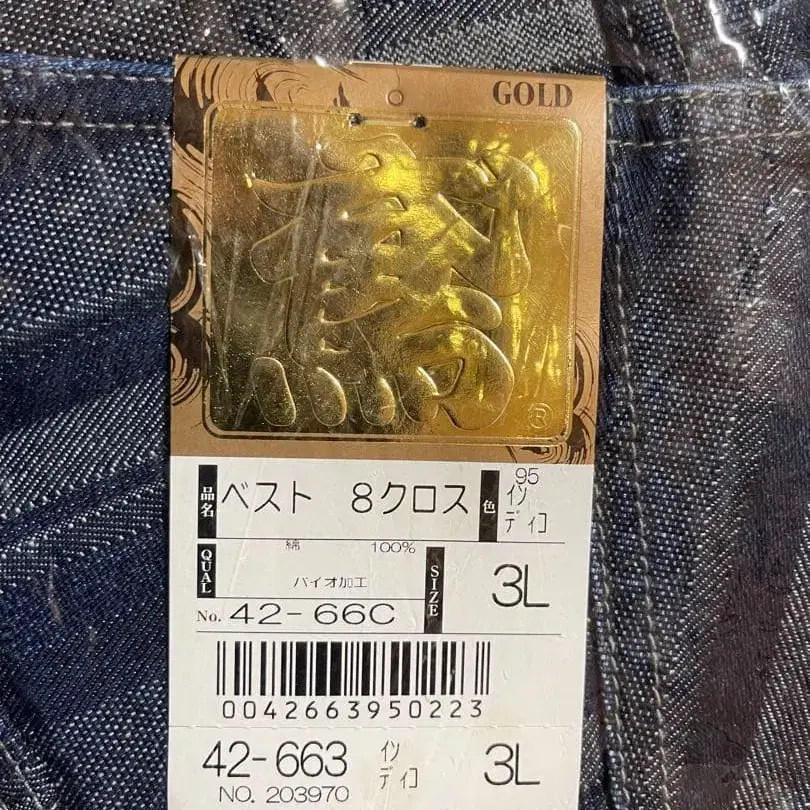 GOLD
®
品名 ベスト 8クロス 色 95
イン
ディゴ
綿 100%
QUAL バイオ加工
SIZE 3L
No. 42-66C
0042663950223
42-663 イン
ディゴ 3L
NO. 203970